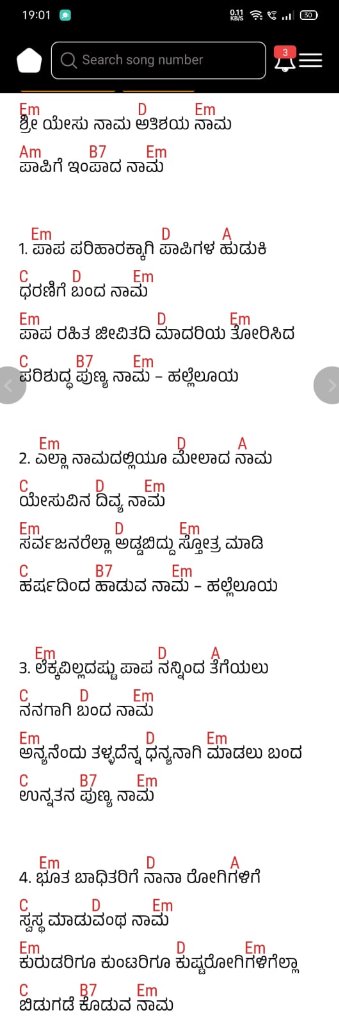 19:01 0.11 KB/S 30
Search song number 3
Em D Em
ಶ್ರೀ ಯೇಸು ನಾಮ ಅತಿಶಯ ನಾಮ
Am B7 Em
ಪಾಪಿಗೆ ಇಂಪಾದ ನಾಮ
Em D A
1. ಪಾಪ ಪರಿಹಾರಕ್ಕಾಗಿ ಪಾಪಿಗಳ ಹುಡುಕಿ
C D Em
ಧರಣಿಗೆ ಬಂದ ನಾಮ
Em D Em
ಪಾಪ ರಹಿತ ಜೀವಿತದಿ ಮಾದರಿಯ ತೋರಿಸಿದ
C B7 Em
ಪರಿಶುದ್ಧ ಪುಣ್ಯ ನಾಮ – ಹಲ್ಲೆಲೂಯ
Em D A
2. ಎಲ್ಲಾ ನಾಮದಲ್ಲಿಯೂ ಮೇಲಾದ ನಾಮ
C D Em
ಯೇಸುವಿನ ದಿವ್ಯ ನಾಮ
Em D Em
ಸರ್ವಜನರೆಲ್ಲಾ ಅಡ್ಡಬಿದ್ದು ಸ್ತೋತ್ರ ಮಾಡಿ
C B7 Em
ಹರ್ಷದಿಂದ ಹಾಡುವ ನಾಮ – ಹಲ್ಲೆಲೂಯ
Em D A
3. ಲೆಕ್ಕವಿಲ್ಲದಷ್ಟು ಪಾಪ ನನ್ನಿಂದ ತೆಗೆಯಲು
C D Em
ನನಗಾಗಿ ಬಂದ ನಾಮ
Em D Em
ಅನ್ಯನೆಂದು ತಳ್ಳದೆನ್ನ ಧನ್ಯನಾಗಿ ಮಾಡಲು ಬಂದ
C B7 Em
ಉನ್ನತನ ಪುಣ್ಯ ನಾಮ
Em D A
4. ಭೂತ ಬಾಧಿತರಿಗೆ ನಾನಾ ರೋಗಿಗಳಿಗೆ
C D Em
ಸ್ವಸ್ಥ ಮಾಡುವಂಥ ನಾಮ
Em D Em
ಕುರುಡರಿಗೂ ಕುಂಟರಿಗೂ ಕುಷ್ಟರೋಗಿಗಳಿಗೆಲ್ಲಾ
C B7 Em
ಬಿಡುಗಡೆ ಕೊಡುವ ನಾಮ